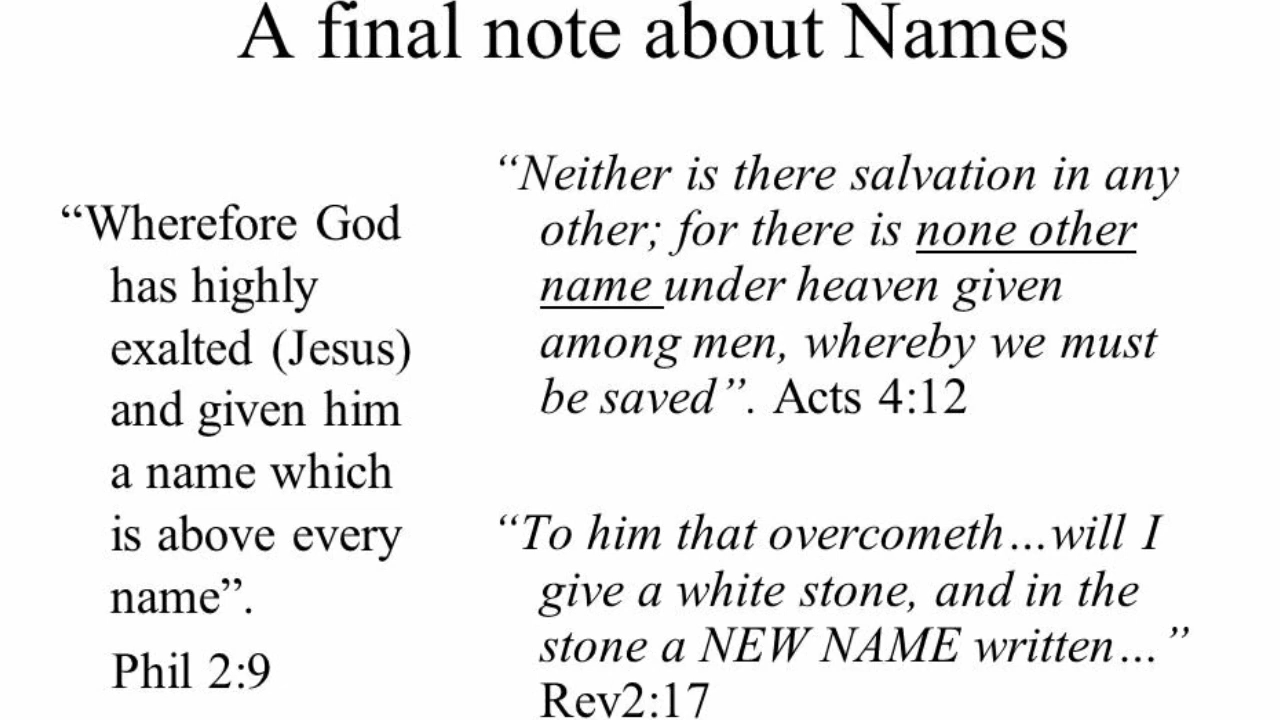 A final note about Names
“Wherefore God
has highly
exalted (Jesus)
and given him
a name which
is above every
name”.
Phil 2:9
“Neither is there salvation in any
other; for there is none other
name under heaven given
among men, whereby we must
be saved”. Acts 4:12
“To him that overcometh…will I
give a white stone, and in the
stone a NEW NAME written…”
Rev2:17